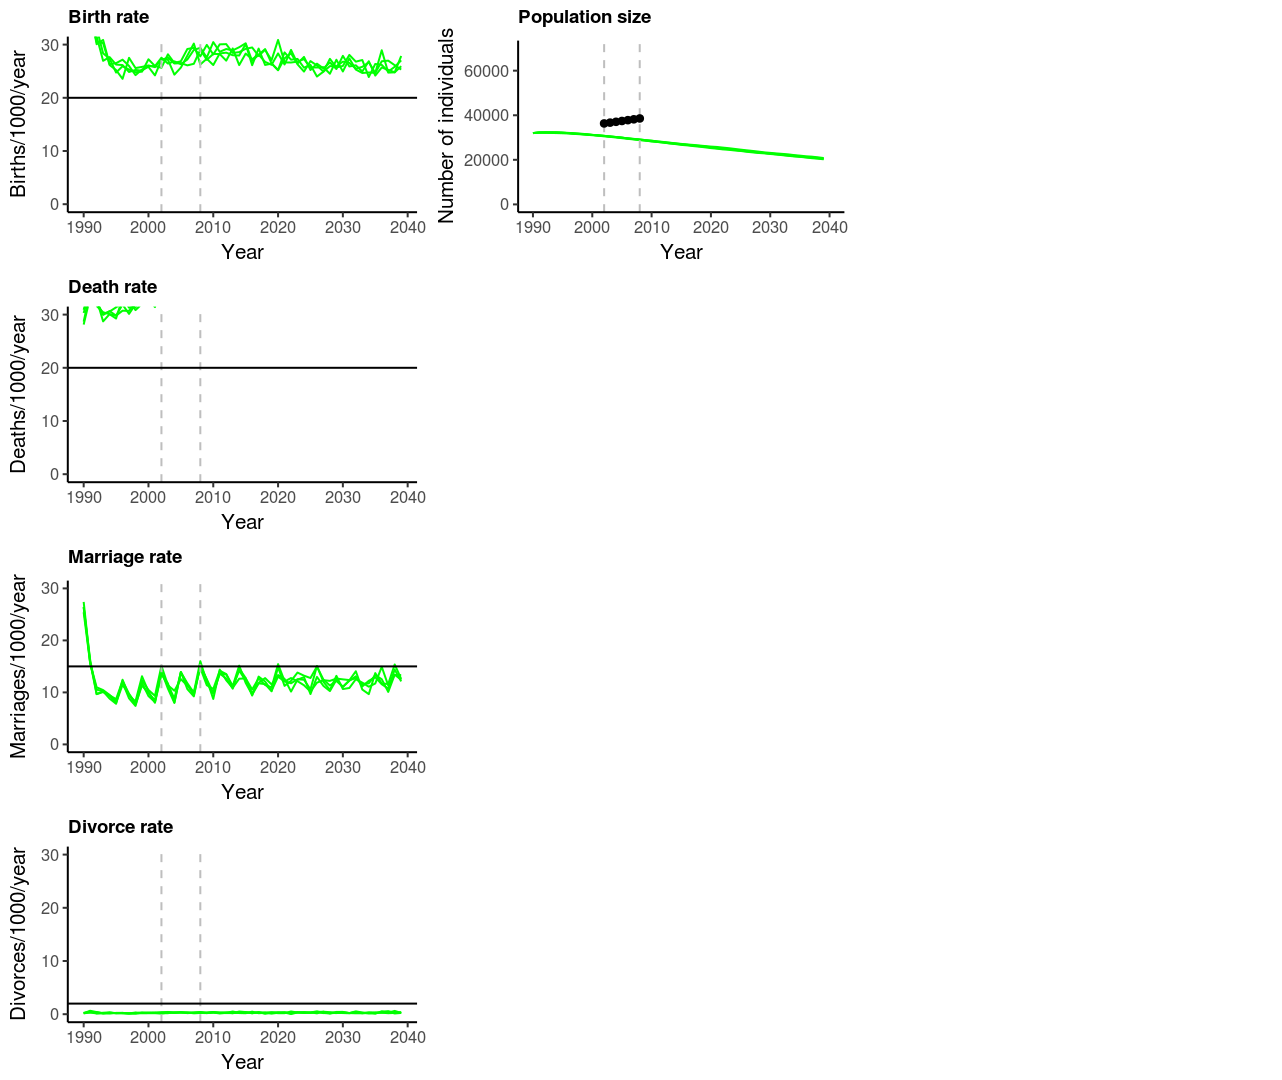 Birth rate
Births/1000/year
30
20
10
0
1990 2000 2010 2020 2030 2040
Year
Population size
Number of individuals
60000
40000
20000
0
1990 2000 2010 2020 2030 2040
Year
Death rate
Deaths/1000/year
30
20
10
0
1990 2000 2010 2020 2030 2040
Year
Marriage rate
Marriages/1000/year
30
20
10
0
1990 2000 2010 2020 2030 2040
Year
Divorce rate
Divorces/1000/year
30
20
10
0
1990 2000 2010 2020 2030 2040
Year